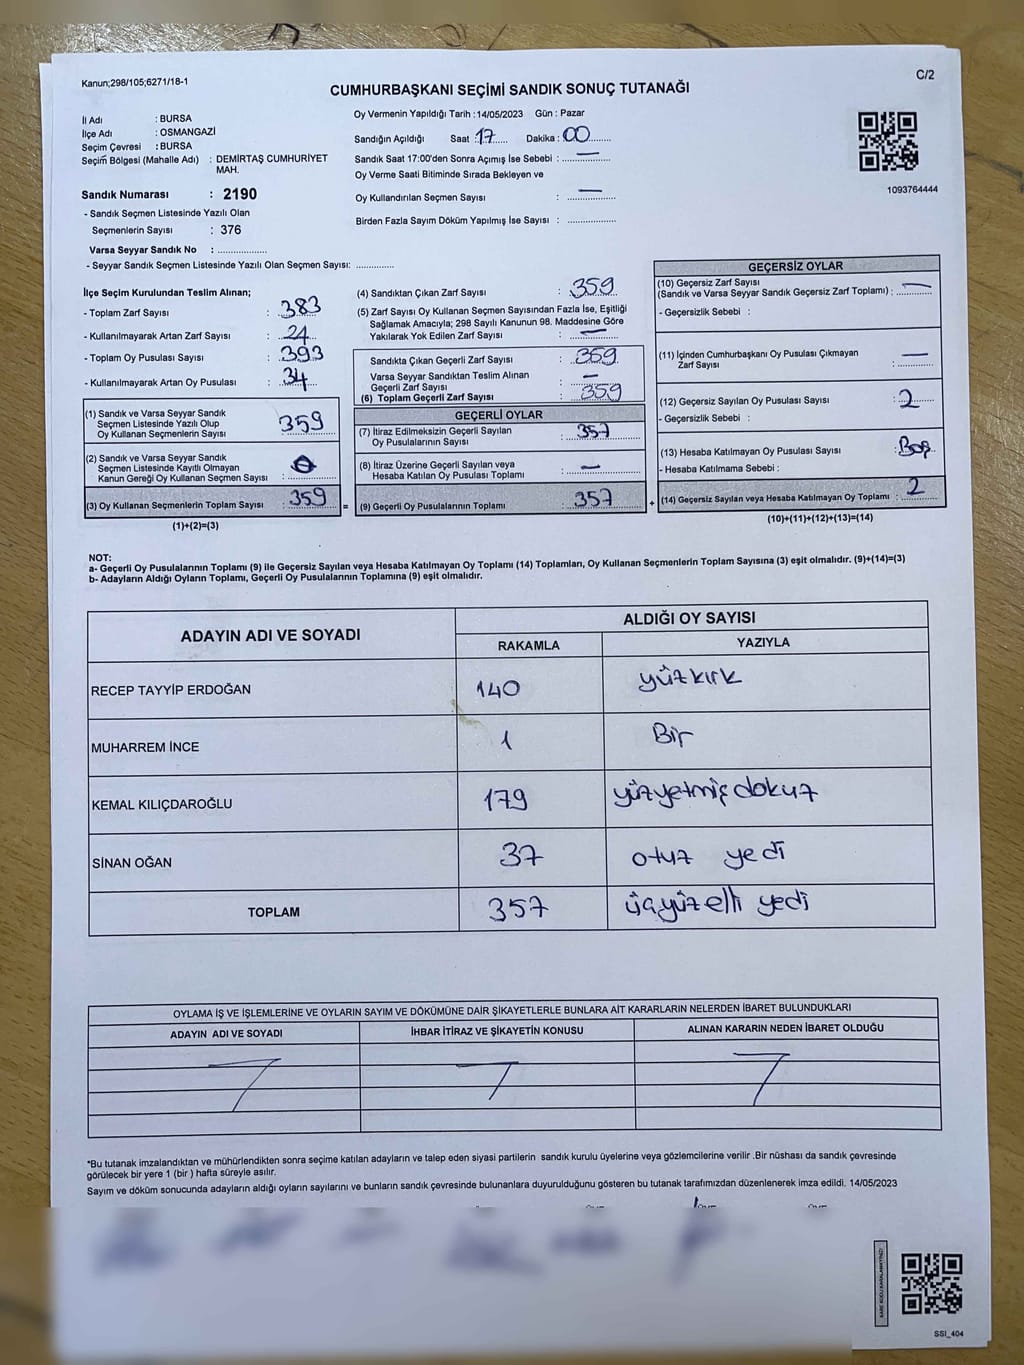 Kanun;298/105;6271/18-1
C/2
CUMHURBAŞKANI SEÇİMİ SANDIK SONUÇ TUTANAĞI
İl Adı : BURSA
İlçe Adı : OSMANGAZİ
Seçim Çevresi : BURSA
Seçim Bölgesi (Mahalle Adı) : DEMİRTAŞ CUMHURİYET
MAH.
Sandık Numarası : 2190
- Sandık Seçmen Listesinde Yazılı Olan
Seçmenlerin Sayısı : 376
Varsa Seyyar Sandık No : ..................
- Seyyar Sandık Seçmen Listesinde Yazılı Olan Seçmen Sayısı: ..............
Oy Vermenin Yapıldığı Tarih : 14/05/2023 Gün : Pazar
Sandığın Açıldığı Saat : 17 Dakika : 00
Sandık Saat 17:00'den Sonra Açımış İse Sebebi : —
Oy Verme Saati Bitiminde Sırada Bekleyen ve
Oy Kullandırılan Seçmen Sayısı : —
Birden Fazla Sayım Döküm Yapılmış İse Sayısı : ..................
1093764444
İlçe Seçim Kurulundan Teslim Alınan;
- Toplam Zarf Sayısı : 383
- Kullanılmayarak Artan Zarf Sayısı : 24
- Toplam Oy Pusulası Sayısı : 393
- Kullanılmayarak Artan Oy Pusulası : 34
(1) Sandık ve Varsa Seyyar Sandık
Seçmen Listesinde Yazılı Olup
Oy Kullanan Seçmenlerin Sayısı : 359
(2) Sandık ve Varsa Seyyar Sandık
Seçmen Listesinde Kayıtlı Olmayan
Kanun Gereği Oy Kullanan Seçmen Sayısı : 0
(3) Oy Kullanan Seçmenlerin Toplam Sayısı : 359 =
(1)+(2)=(3)
(4) Sandıktan Çıkan Zarf Sayısı : 359
(5) Zarf Sayısı Oy Kullanan Seçmen Sayısından Fazla İse, Eşitliği
Sağlamak Amacıyla; 298 Sayılı Kanunun 98. Maddesine Göre
Yakılarak Yok Edilen Zarf Sayısı : —
Sandıkta Çıkan Geçerli Zarf Sayısı : 359
Varsa Seyyar Sandıktan Teslim Alınan
Geçerli Zarf Sayısı : —
(6) Toplam Geçerli Zarf Sayısı : 359
GEÇERLİ OYLAR
(7) İtiraz Edilmeksizin Geçerli Sayılan
Oy Pusulalarının Sayısı : 357
(8) İtiraz Üzerine Geçerli Sayılan veya
Hesaba Katılan Oy Pusulası Toplamı : —
(9) Geçerli Oy Pusulalarının Toplamı : 357 +
GEÇERSİZ OYLAR
(10) Geçersiz Zarf Sayısı
(Sandık ve Varsa Seyyar Sandık Geçersiz Zarf Toplamı) : —
- Geçersizlik Sebebi :
(11) İçinden Cumhurbaşkanı Oy Pusulası Çıkmayan
Zarf Sayısı : —
(12) Geçersiz Sayılan Oy Pusulası Sayısı : 2
- Geçersizlik Sebebi :
(13) Hesaba Katılmayan Oy Pusulası Sayısı : Boş
- Hesaba Katılmama Sebebi :
(14) Geçersiz Sayılan veya Hesaba Katılmayan Oy Toplamı : 2
(10)+(11)+(12)+(13)=(14)
NOT:
a- Geçerli Oy Pusulalarının Toplamı (9) ile Geçersiz Sayılan veya Hesaba Katılmayan Oy Toplamı (14) Toplamları, Oy Kullanan Seçmenlerin Toplam Sayısına (3) eşit olmalıdır. (9)+(14)=(3)
b- Adayların Aldığı Oyların Toplamı, Geçerli Oy Pusulalarının Toplamına (9) eşit olmalıdır.
ADAYIN ADI VE SOYADI
ALDIĞI OY SAYISI
RAKAMLA YAZIYLA
RECEP TAYYİP ERDOĞAN 140 yüzkırk
MUHARREM İNCE 1 Bir
KEMAL KILIÇDAROĞLU 179 yüzyetmiş dokuz
SİNAN OĞAN 37 otuz yedi
TOPLAM 357 üçyüzelli yedi
OYLAMA İŞ VE İŞLEMLERİNE VE OYLARIN SAYIM VE DÖKÜMÜNE DAİR ŞİKAYETLERLE BUNLARA AİT KARARLARIN NELERDEN İBARET BULUNDUKLARI
ADAYIN ADI VE SOYADI İHBAR İTİRAZ VE ŞİKAYETİN KONUSU ALINAN KARARIN NEDEN İBARET OLDUĞU
*Bu tutanak imzalandıktan ve mühürlendikten sonra seçime katılan adayların ve talep eden siyasi partilerin sandık kurulu üyelerine veya gözlemcilerine verilir .Bir nüshası da sandık çevresinde
görülecek bir yere 1 (bir ) hafta süreyle asılır.
Sayım ve döküm sonucunda adayların aldığı oyların sayılarını ve bunların sandık çevresinde bulunanlara duyurulduğunu gösteren bu tutanak tarafımızdan düzenlenerek imza edildi. 14/05/2023
SSI_404